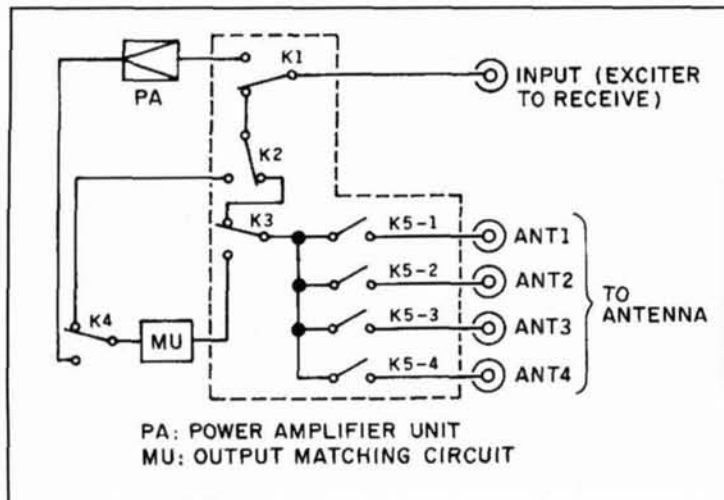 K1
PA
INPUT (EXCITER
TO RECEIVE)
K2
K3
K5-1
ANT1
K5-2
ANT2
TO
ANTENNA
K4
MU
K5-3
ANT3
K5-4
ANT4
PA: POWER AMPLIFIER UNIT
MU: OUTPUT MATCHING CIRCUIT